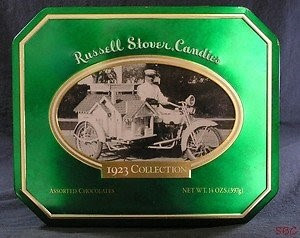 Russell Stover Candies
1923 COLLECTION
ASSORTED CHOCOLATES
NET WT. 14 OZS. (397g)
SBC